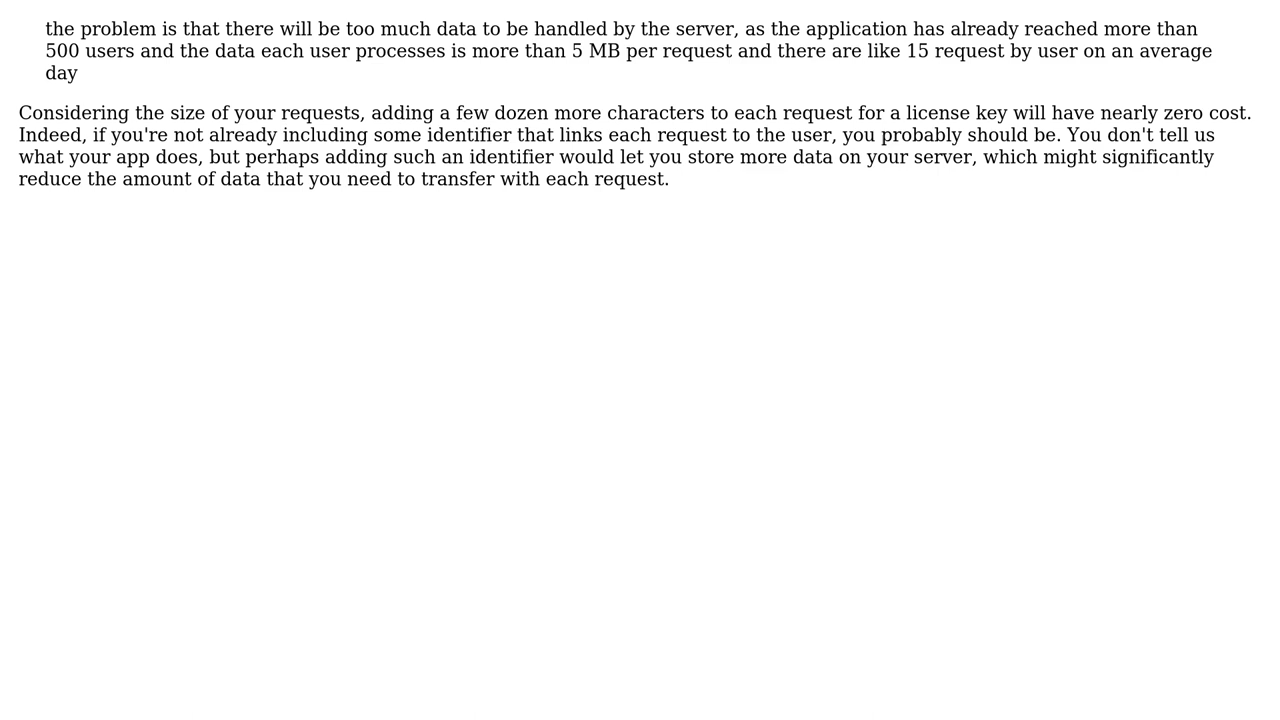 the problem is that there will be too much data to be handled by the server, as the application has already reached more than
500 users and the data each user processes is more than 5 MB per request and there are like 15 request by user on an average
day
Considering the size of your requests, adding a few dozen more characters to each request for a license key will have nearly zero cost.
Indeed, if you're not already including some identifier that links each request to the user, you probably should be. You don't tell us
what your app does, but perhaps adding such an identifier would let you store more data on your server, which might significantly
reduce the amount of data that you need to transfer with each request.